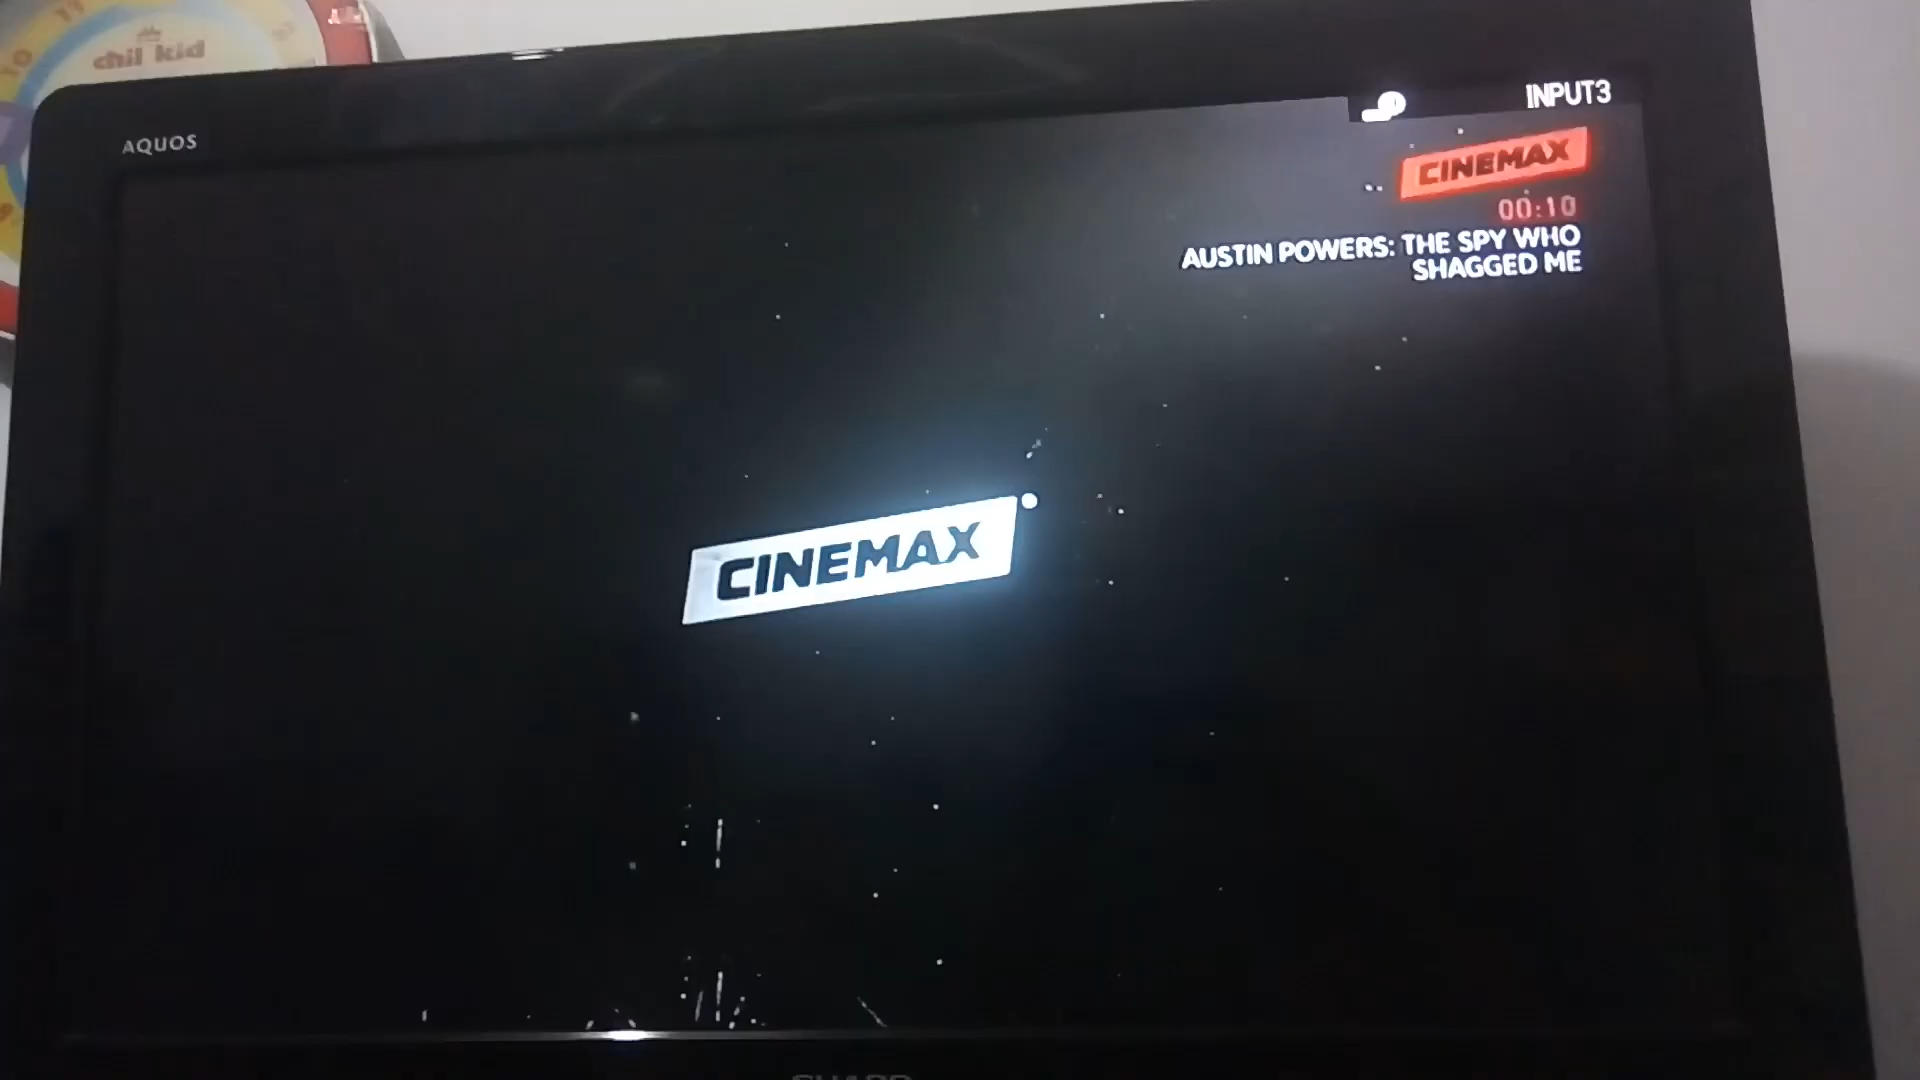 chil kid
AQUOS
INPUT3
CINEMAX
00:10
AUSTIN POWERS: THE SPY WHO
SHAGGED ME
CINEMAX